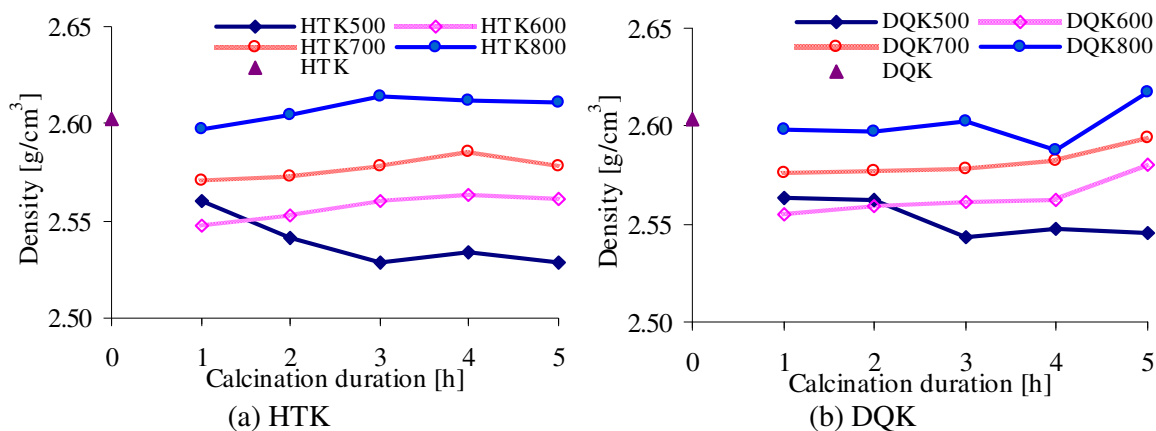 HTK500 HTK600
HTK700 HTK800
HTK
Density [g/cm³]
2.65
2.60
2.55
2.50
0 1 2 3 4 5
Calcination duration [h]
(a) HTK
DQK500 DQK600
DQK700 DQK800
DQK
Density [g/cm³]
2.65
2.60
2.55
2.50
0 1 2 3 4 5
Calcination duration [h]
(b) DQK